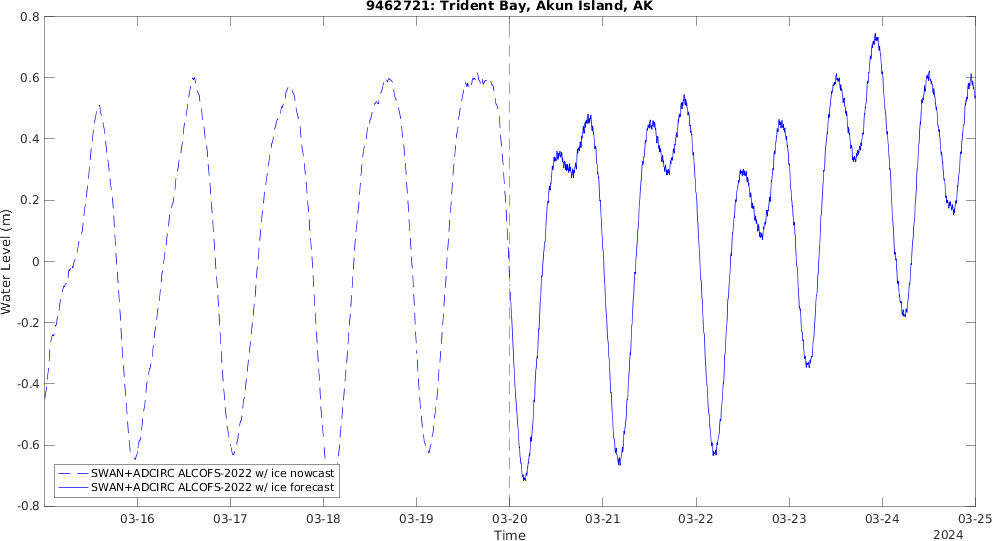 9462721: Trident Bay, Akun Island, AK
0.8
0.6
0.4
0.2
0
-0.2
-0.4
-0.6
-0.8
Water Level (m)
SWAN+ADCIRC ALCOFS-2022 w/ ice nowcast
SWAN+ADCIRC ALCOFS-2022 w/ ice forecast
03-16 03-17 03-18 03-19 03-20 03-21 03-22 03-23 03-24 03-25
Time
2024